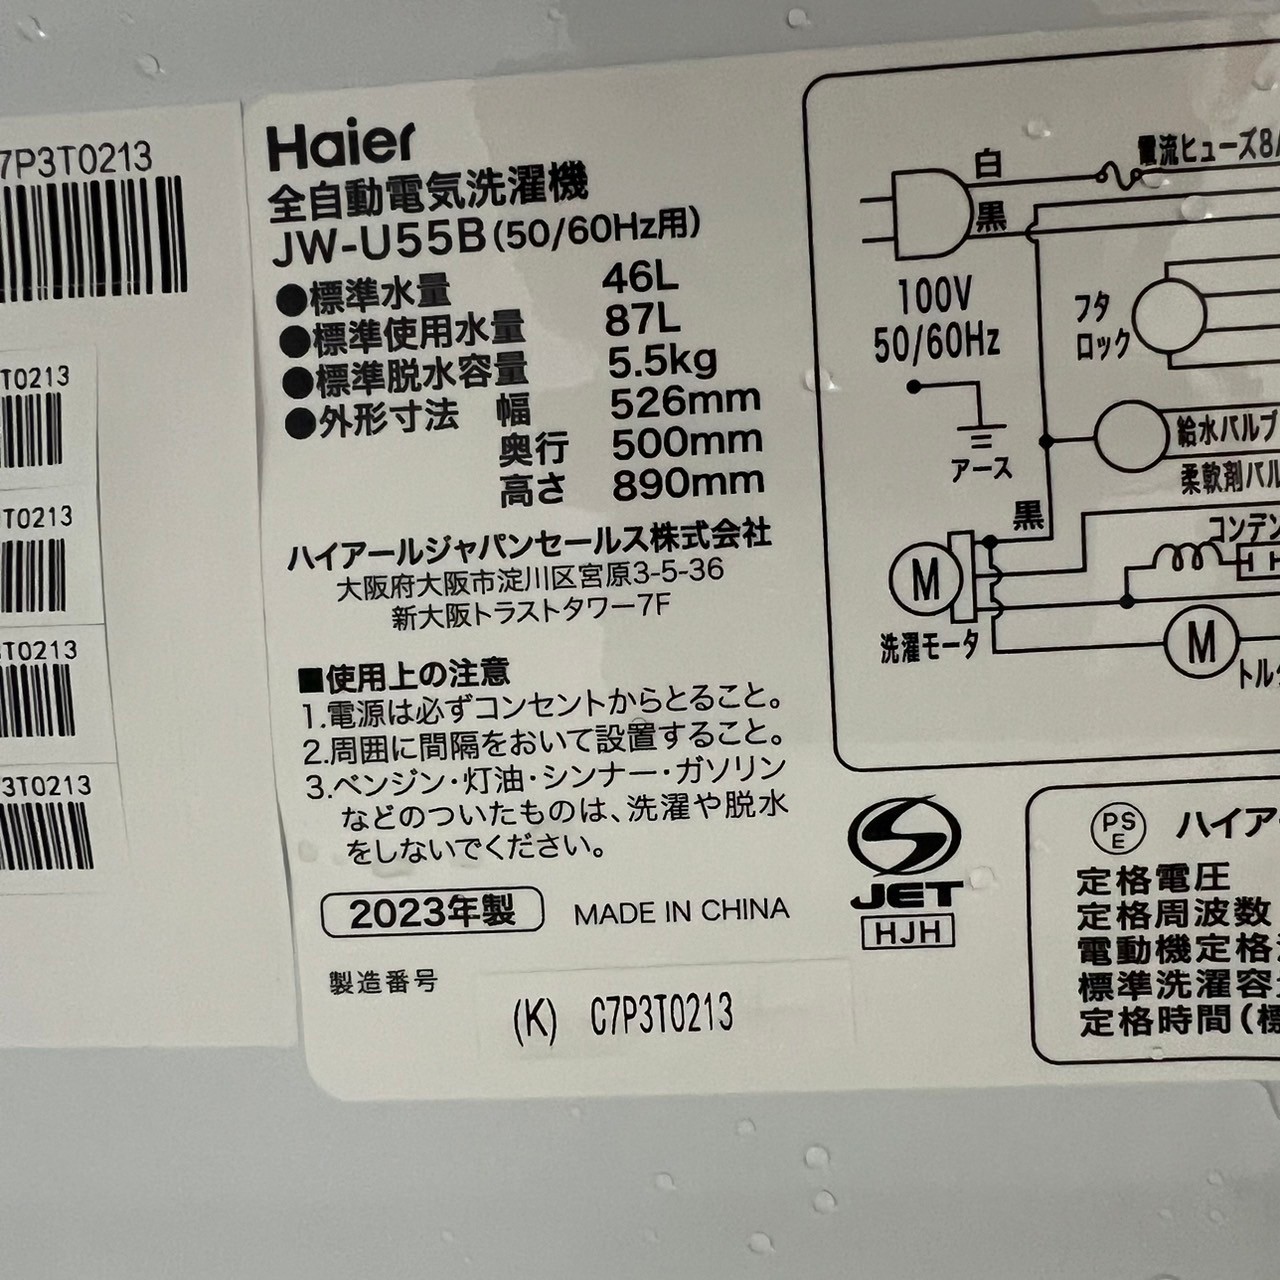 7P3T0213
T0213
T0213
3T0213
3T0213
Haier
全自動電気洗濯機
JW-U55B(50/60Hz用)
●標準水量 46L
●標準使用水量 87L
●標準脱水容量 5.5kg
●外形寸法 幅 526mm
奥行 500mm
高さ 890mm
ハイアールジャパンセールス株式会社
大阪府大阪市淀川区宮原3-5-36
新大阪トラストタワー7F
■使用上の注意
1.電源は必ずコンセントからとること。
2.周囲に間隔をおいて設置すること。
3.ベンジン・灯油・シンナー・ガソリン
などのついたものは、洗濯や脱水
をしないでください。
2023年製 MADE IN CHINA
製造番号
(K) C7P3T0213
白
電流ヒューズ8
黒
100V
50/60Hz
フタ
ロック
アース
給水バルブ
柔軟剤バル
黒
コンデン
M
洗濯モータ
M
トル
JET
HJH
PS
E
ハイア
定格電圧
定格周波数
電動機定格
標準洗濯容
定格時間(標